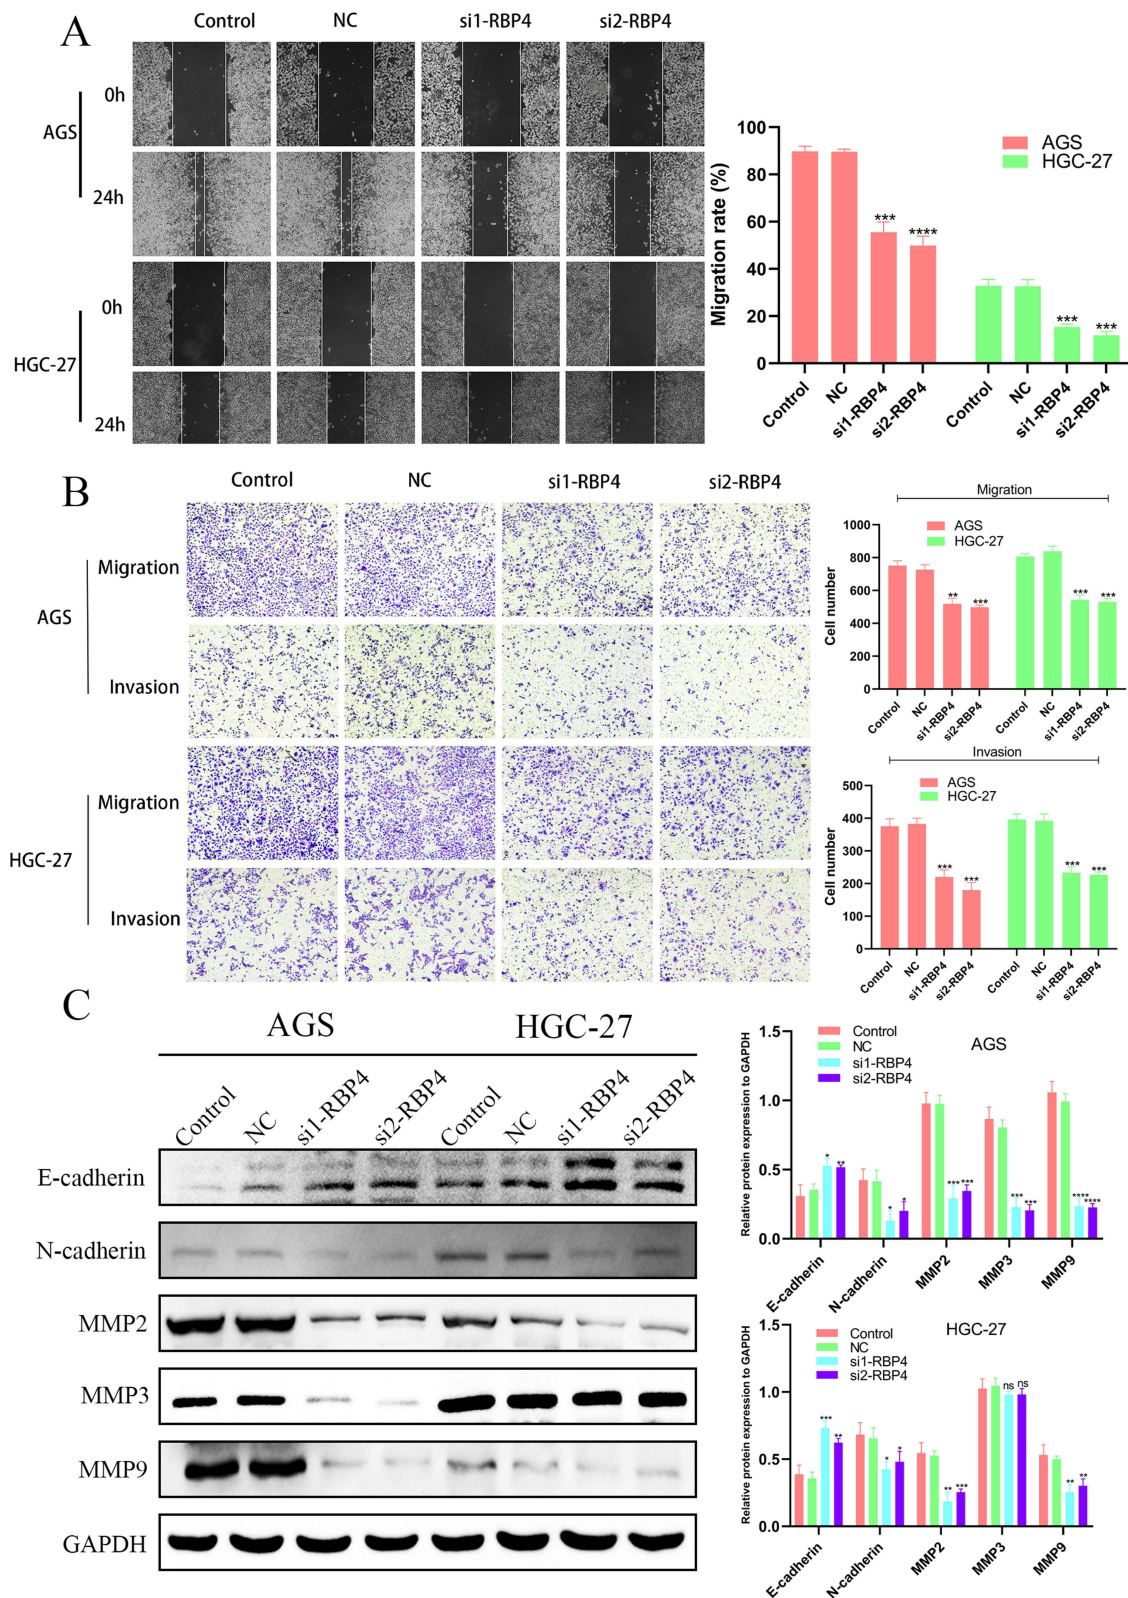 A
Control NC si1-RBP4 si2-RBP4
0h
AGS
24h
0h
HGC-27
24h
Migration rate (%)
100
80
60
40
20
0
AGS
HGC-27
*** **** *** ***
Control NC si1-RBP4 si2-RBP4 Control NC si1-RBP4 si2-RBP4
B
Control NC si1-RBP4 si2-RBP4
Migration
AGS
Invasion
Migration
HGC-27
Invasion
Migration
Cell number
1000
800
600
400
200
0
AGS
HGC-27
** *** *** ***
Control NC si1-RBP4 si2-RBP4 Control NC si1-RBP4 si2-RBP4
Invasion
Cell number
500
400
300
200
100
0
AGS
HGC-27
*** *** *** ***
Control NC si1-RBP4 si2-RBP4 Control NC si1-RBP4 si2-RBP4
C
AGS HGC-27
Control NC si1-RBP4 si2-RBP4 Control NC si1-RBP4 si2-RBP4
E-cadherin
N-cadherin
MMP2
MMP3
MMP9
GAPDH
Relative protein expression to GAPDH
1.5
1.0
0.5
0.0
Control
NC
si1-RBP4
si2-RBP4
AGS
* ** * * *** *** *** *** **** ****
E-cadherin N-cadherin MMP2 MMP3 MMP9
Relative protein expression to GAPDH
1.5
1.0
0.5
0.0
Control
NC
si1-RBP4
si2-RBP4
HGC-27
*** ** * * ** *** ns ns ** **
E-cadherin N-cadherin MMP2 MMP3 MMP9